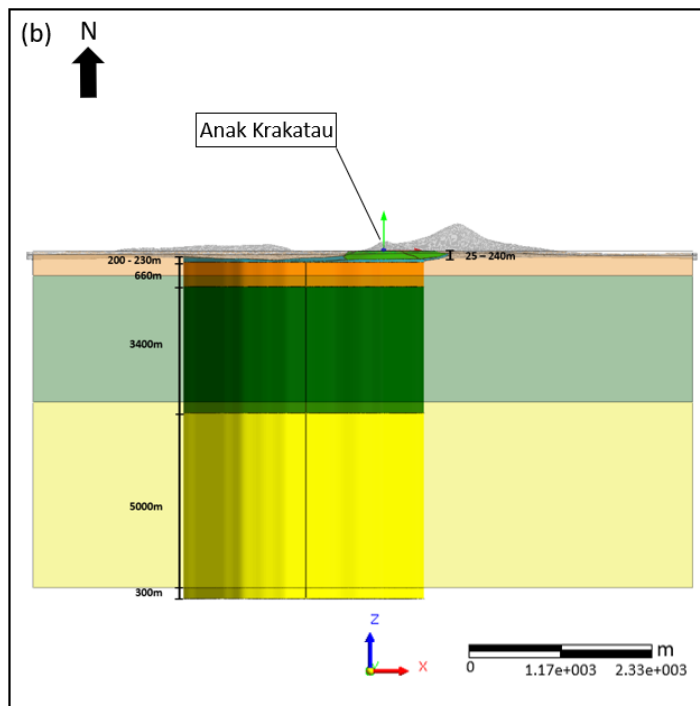 (b)
N
Anak Krakatau
200 - 230m
25 – 240m
660m
3400m
5000m
300m
Z
X
m
0
1.17e+003
2.33e+003